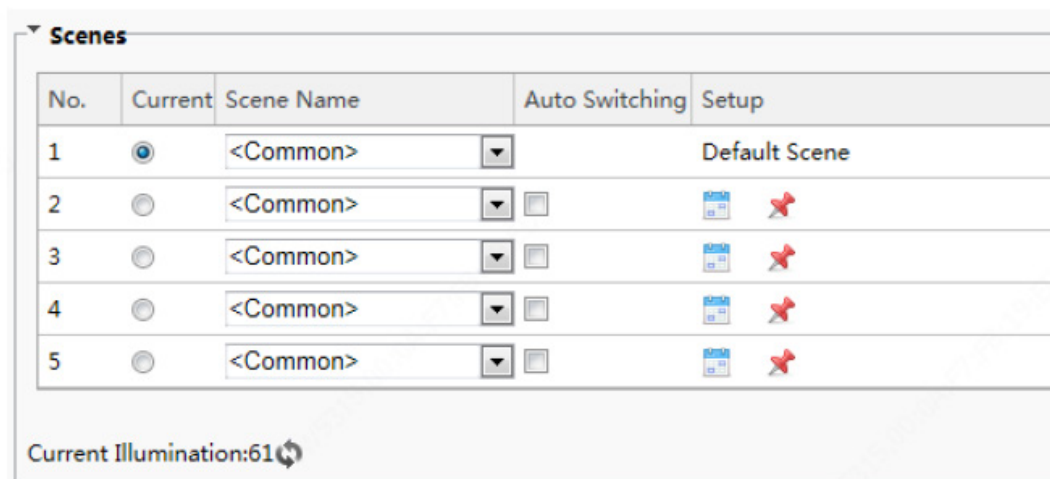 Scenes
No. Current Scene Name Auto Switching Setup
1 <Common> Default Scene
2 <Common>
3 <Common>
4 <Common>
5 <Common>
Current Illumination:61